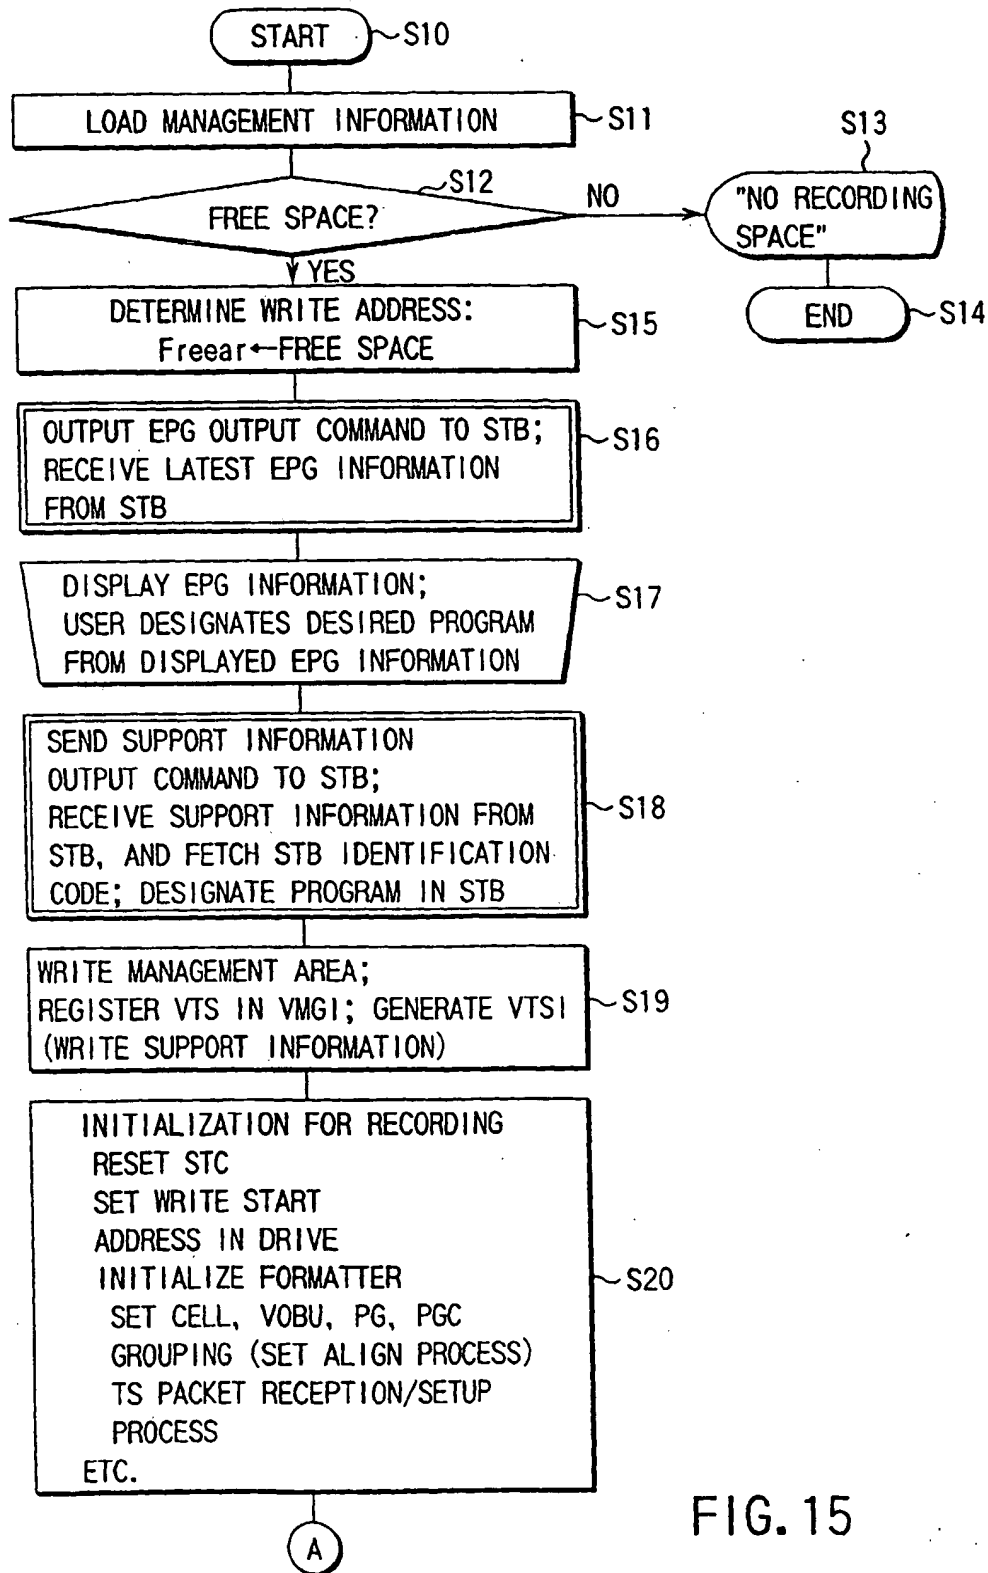 START
S10
LOAD MANAGEMENT INFORMATION
S11
S12
FREE SPACE?
NO
S13
"NO RECORDING
SPACE"
END
S14
YES
DETERMINE WRITE ADDRESS:
Freear←FREE SPACE
S15
OUTPUT EPG OUTPUT COMMAND TO STB;
RECEIVE LATEST EPG INFORMATION
FROM STB
S16
DISPLAY EPG INFORMATION;
USER DESIGNATES DESIRED PROGRAM
FROM DISPLAYED EPG INFORMATION
S17
SEND SUPPORT INFORMATION
OUTPUT COMMAND TO STB;
RECEIVE SUPPORT INFORMATION FROM
STB, AND FETCH STB IDENTIFICATION
CODE; DESIGNATE PROGRAM IN STB
S18
WRITE MANAGEMENT AREA;
REGISTER VTS IN VMGI; GENERATE VTSI
(WRITE SUPPORT INFORMATION)
S19
INITIALIZATION FOR RECORDING
RESET STC
SET WRITE START
ADDRESS IN DRIVE
INITIALIZE FORMATTER
SET CELL, VOBU, PG, PGC
GROUPING (SET ALIGN PROCESS)
TS PACKET RECEPTION/SETUP
PROCESS
ETC.
S20
A
FIG. 15